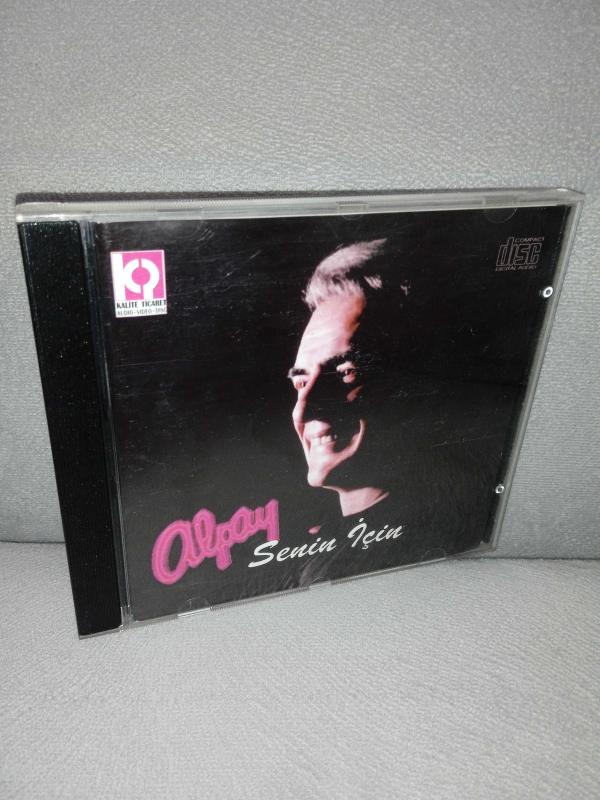 KALİTE TİCARET
AUDIO-VIDEO-DISC
COMPACT
disc
DIGITAL AUDIO
Alpay
Senin İçin